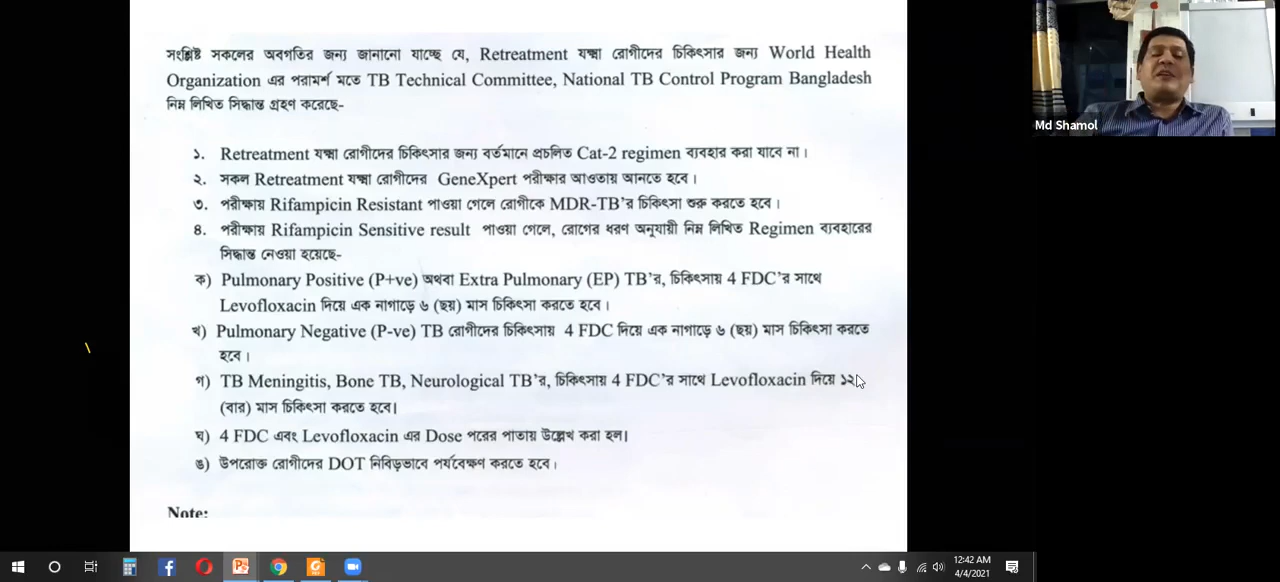 সংশ্লিষ্ট সকলের অবগতির জন্য জানানো যাচ্ছে যে, Retreatment যক্ষ্মা রোগীদের চিকিৎসার জন্য World Health
Organization এর পরামর্শ মতে TB Technical Committee, National TB Control Program Bangladesh
নিম্ন লিখিত সিদ্ধান্ত গ্রহণ করেছে-
১. Retreatment যক্ষ্মা রোগীদের চিকিৎসার জন্য বর্তমানে প্রচলিত Cat-2 regimen ব্যবহার করা যাবে না।
২. সকল Retreatment যক্ষ্মা রোগীদের GeneXpert পরীক্ষার আওতায় আনতে হবে।
৩. পরীক্ষায় Rifampicin Resistant পাওয়া গেলে রোগীকে MDR-TB'র চিকিৎসা শুরু করতে হবে।
৪. পরীক্ষায় Rifampicin Sensitive result পাওয়া গেলে, রোগের ধরণ অনুযায়ী নিম্ন লিখিত Regimen ব্যবহারের
সিদ্ধান্ত নেওয়া হয়েছে-
ক) Pulmonary Positive (P+ve) অথবা Extra Pulmonary (EP) TB'র, চিকিৎসায় 4 FDC'র সাথে
Levofloxacin দিয়ে এক নাগাড়ে ৬ (ছয়) মাস চিকিৎসা করতে হবে।
খ) Pulmonary Negative (P-ve) TB রোগীদের চিকিৎসায় 4 FDC দিয়ে এক নাগাড়ে ৬ (ছয়) মাস চিকিৎসা করতে
হবে।
গ) TB Meningitis, Bone TB, Neurological TB'র, চিকিৎসায় 4 FDC'র সাথে Levofloxacin দিয়ে ১২
(বার) মাস চিকিৎসা করতে হবে।
ঘ) 4 FDC এবং Levofloxacin এর Dose পরের পাতায় উল্লেখ করা হল।
ঙ) উপরোক্ত রোগীদের DOT নিবিড়ভাবে পর্যবেক্ষণ করতে হবে।
Note:
Md Shamol
12:42 AM
4/4/2021